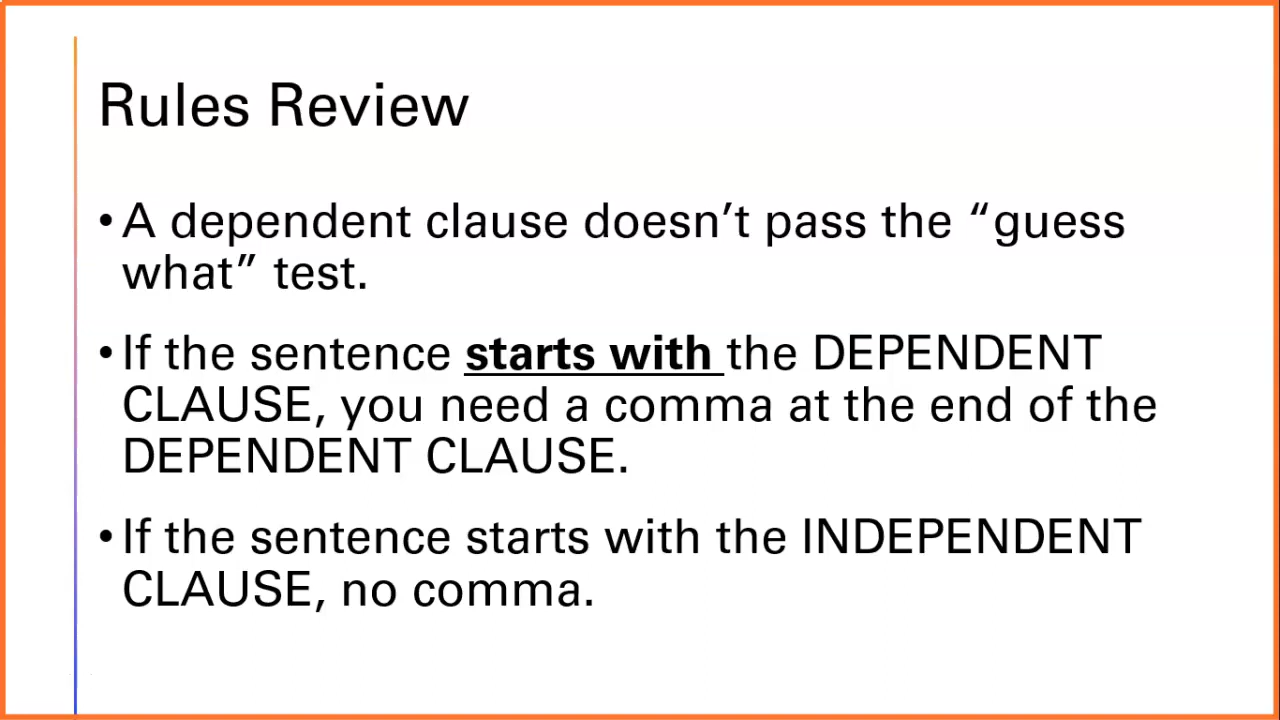 Rules Review
• A dependent clause doesn’t pass the “guess
what” test.
• If the sentence starts with the DEPENDENT
CLAUSE, you need a comma at the end of the
DEPENDENT CLAUSE.
• If the sentence starts with the INDEPENDENT
CLAUSE, no comma.